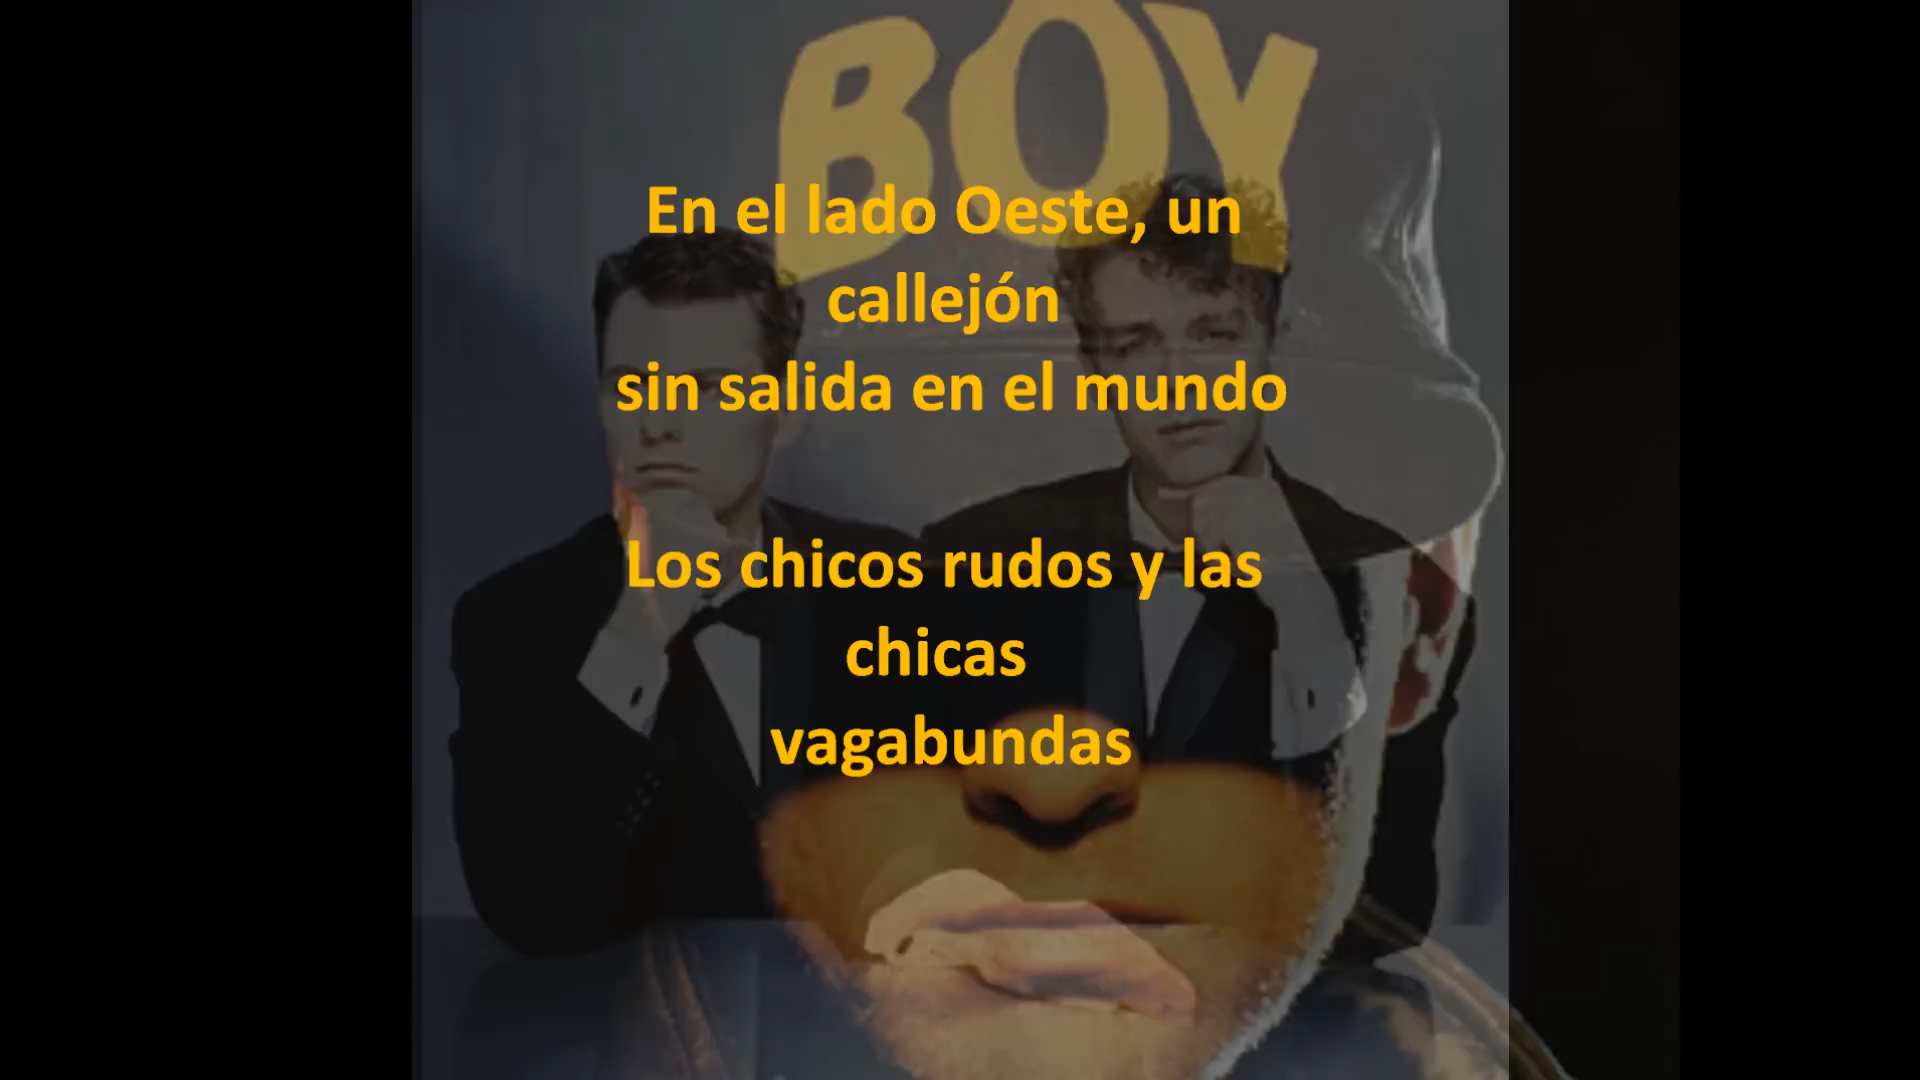 BOY
En el lado Oeste, un
callejón
sin salida en el mundo
Los chicos rudos y las
chicas
vagabundas